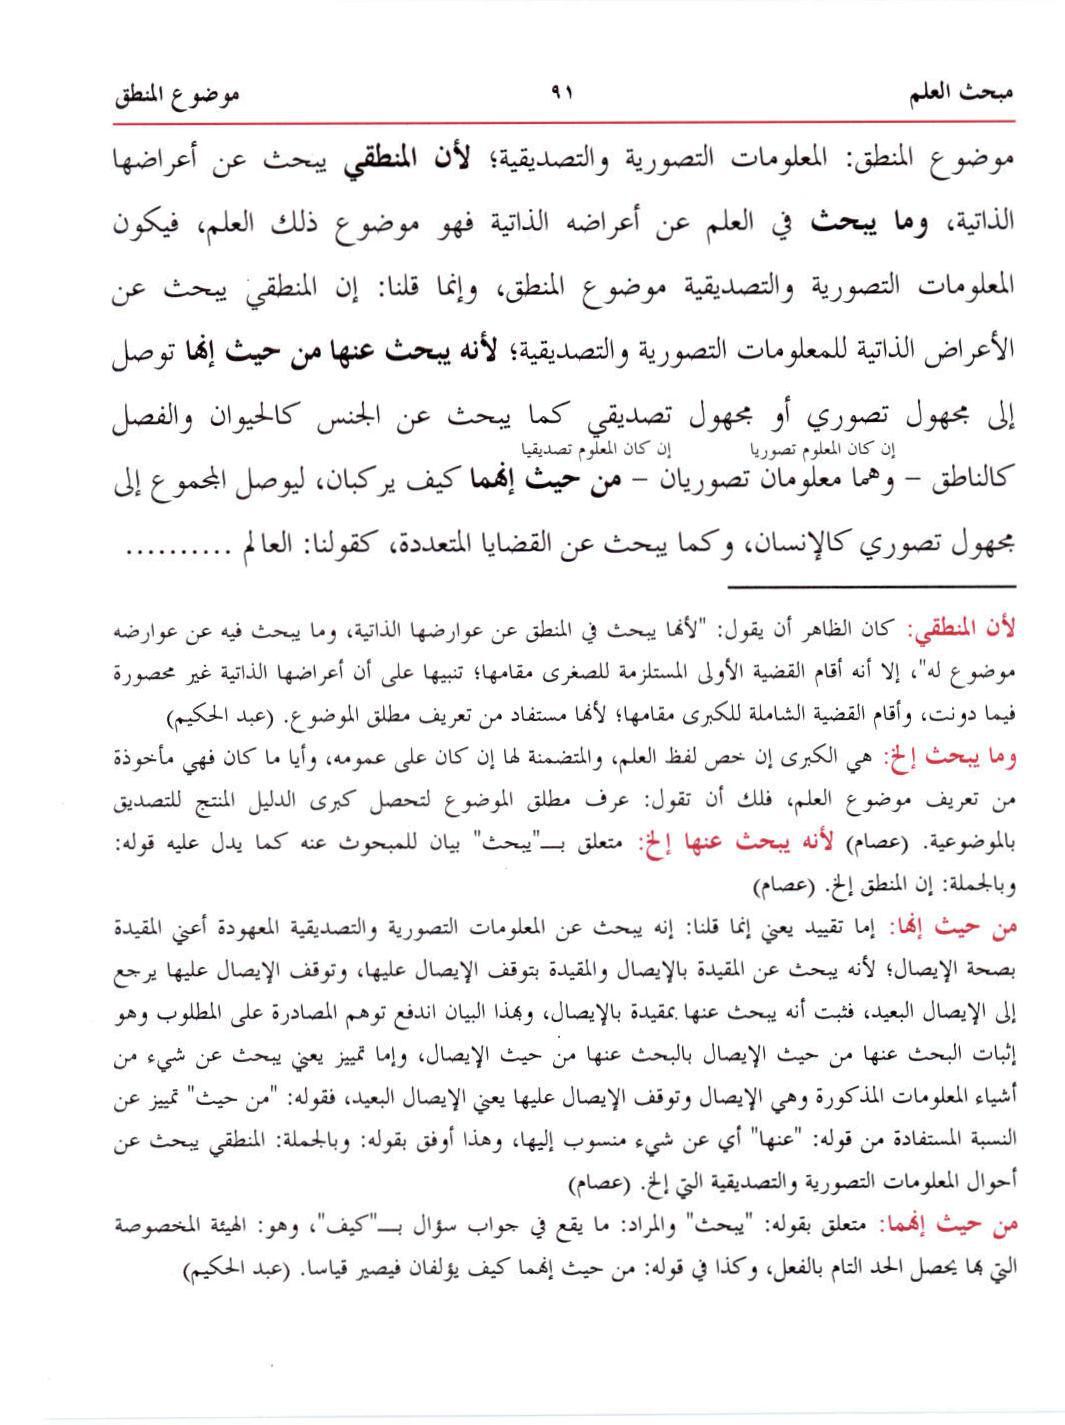 مبحث العلم ٩١ موضوع المنطق
موضوع المنطق: المعلومات التصورية والتصديقية؛ لأن المنطقي يبحث عن أعراضها
الذاتية، وما يبحث في العلم عن أعراضه الذاتية فهو موضوع ذلك العلم، فيكون
المعلومات التصورية والتصديقية موضوع المنطق، وإنما قلنا: إن المنطقي يبحث عن
الأعراض الذاتية للمعلومات التصورية والتصديقية؛ لأنه يبحث عنها من حيث إنها توصل
إلى مجهول تصوري أو مجهول تصديقي كما يبحث عن الجنس كالحيوان والفصل
إن كان المعلوم تصوريا إن كان المعلوم تصديقيا
كالناطق – وهما معلومان تصوريان – من حيث إنهما كيف يركبان، ليوصل المجموع إلى
مجهول تصوري كالإنسان، وكما يبحث عن القضايا المتعددة، كقولنا: العالم ..........
لأن المنطقي: كان الظاهر أن يقول: "لأنها يبحث في المنطق عن عوارضها الذاتية، وما يبحث فيه عن عوارضه
موضوع له"، إلا أنه أقام القضية الأولى المستلزمة للصغرى مقامها؛ تنبيها على أن أعراضها الذاتية غير محصورة
فيما دونت، وأقام القضية الشاملة للكبرى مقامها؛ لأنها مستفاد من تعريف مطلق الموضوع. (عبد الحكيم)
وما يبحث إلخ: هي الكبرى إن خص لفظ العلم، والمتضمنة لها إن كان على عمومه، وأيا ما كان فهي مأخوذة
من تعريف موضوع العلم، فلك أن تقول: عرف مطلق الموضوع لتحصل كبرى الدليل المنتج للتصديق
بالموضوعية. (عصام) لأنه يبحث عنها إلخ: متعلق بـ"يبحث" بيان للمبحوث عنه كما يدل عليه قوله:
وبالجملة: إن المنطق إلخ. (عصام)
من حيث إنها: إما تقييد يعني إنما قلنا: إنه يبحث عن المعلومات التصورية والتصديقية المعهودة أعني المقيدة
بصحة الإيصال؛ لأنه يبحث عن المقيدة بالإيصال والمقيدة بتوقف الإيصال عليها، وتوقف الإيصال عليها يرجع
إلى الإيصال البعيد، فثبت أنه يبحث عنها بمقيدة بالإيصال، وبهذا البيان اندفع توهم المصادرة على المطلوب وهو
إثبات البحث عنها من حيث الإيصال بالبحث عنها من حيث الإيصال، وإما تمييز يعني يبحث عن شيء من
أشياء المعلومات المذكورة وهي الإيصال وتوقف الإيصال عليها يعني الإيصال البعيد، فقوله: "من حيث" تمييز عن
النسبة المستفادة من قوله: "عنها" أي عن شيء منسوب إليها، وهذا أوفق بقوله: وبالجملة: المنطقي يبحث عن
أحوال المعلومات التصورية والتصديقية التي إلخ. (عصام)
من حيث إنهما: متعلق بقوله: "يبحث" والمراد: ما يقع في جواب سؤال بـ"كيف"، وهو: الهيئة المخصوصة
التي بها يحصل الحد التام بالفعل، وكذا في قوله: من حيث إنهما كيف يؤلفان فيصير قياسا. (عبد الحكيم)